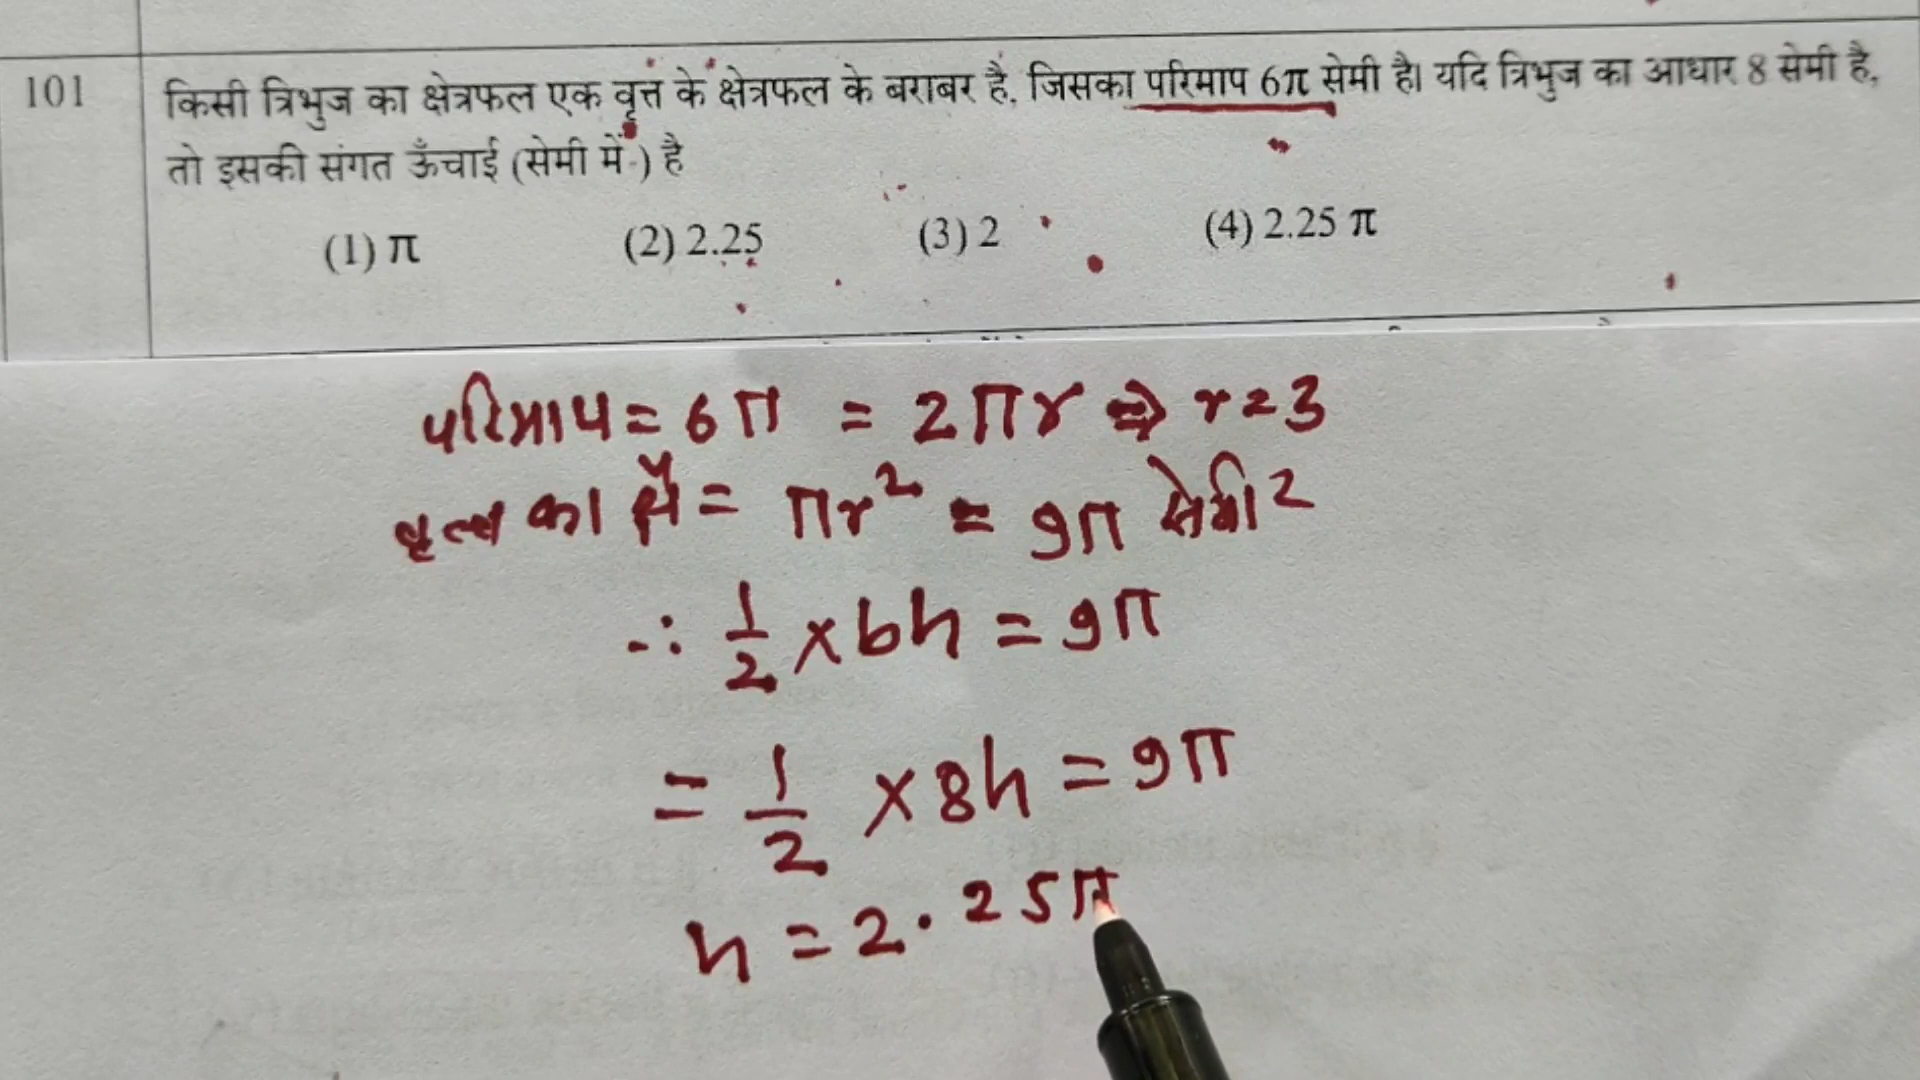 101 किसी त्रिभुज का क्षेत्रफल एक वृत्त के क्षेत्रफल के बराबर है, जिसका परिमाप 6π सेमी है। यदि त्रिभुज का आधार 8 सेमी है,
तो इसकी संगत ऊँचाई (सेमी में ) है
(1) π (2) 2.25 (3) 2 (4) 2.25 π
परिमाप = 6π = 2πr ⇒ r = 3
वृत्त का क्षे = πr² = 9π सेमी²
∴ 1/2 × bh = 9π
= 1/2 × 8h = 9π
h = 2.25π